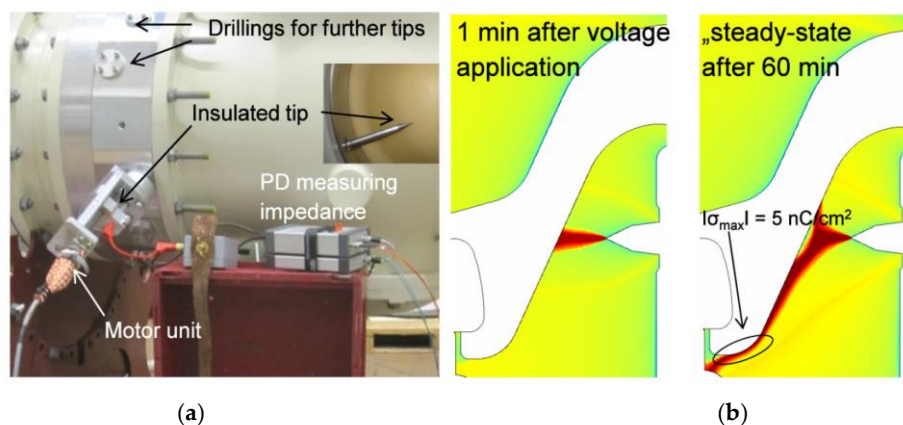 Drillings for further tips
Insulated tip
PD measuring
impedance
Motor unit
1 min after voltage
application
„steady-state
after 60 min
|σmax| = 5 nC/cm²
(a)
(b)